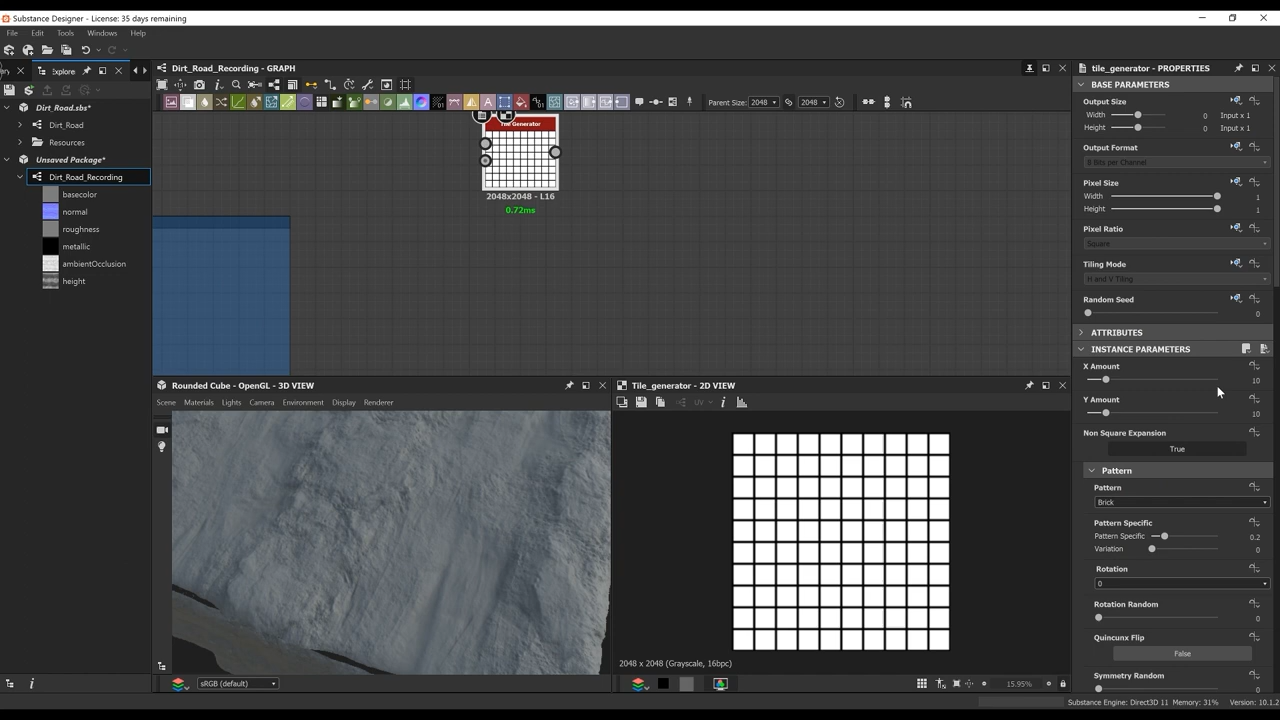 Substance Designer - License: 35 days remaining
File Edit Tools Windows Help
Explore
Dirt_Road.sbs*
Dirt_Road
Resources
Unsaved Package*
Dirt_Road_Recording
basecolor
normal
roughness
metallic
ambientOcclusion
height
Dirt_Road_Recording - GRAPH
Parent Size: 2048 2048
Tile Generator
2048x2048 - L16
0.72ms
Rounded Cube - OpenGL - 3D VIEW
Scene Materials Lights Camera Environment Display Renderer
sRGB (default)
Tile_generator - 2D VIEW
UV
2048 x 2048 (Grayscale, 16bpc)
15.95%
tile_generator - PROPERTIES
BASE PARAMETERS
Output Size
Width 0 Input x 1
Height 0 Input x 1
Output Format
8 Bits per Channel
Pixel Size
Width 1
Height 1
Pixel Ratio
Square
Tiling Mode
H and V Tiling
Random Seed
0
ATTRIBUTES
INSTANCE PARAMETERS
X Amount
10
Y Amount
10
Non Square Expansion
True
Pattern
Pattern
Brick
Pattern Specific
Pattern Specific 0.2
Variation 0
Rotation
0
Rotation Random
0
Quincunx Flip
False
Symmetry Random
0
Substance Engine: Direct3D 11 Memory: 31% Version: 10.1.2